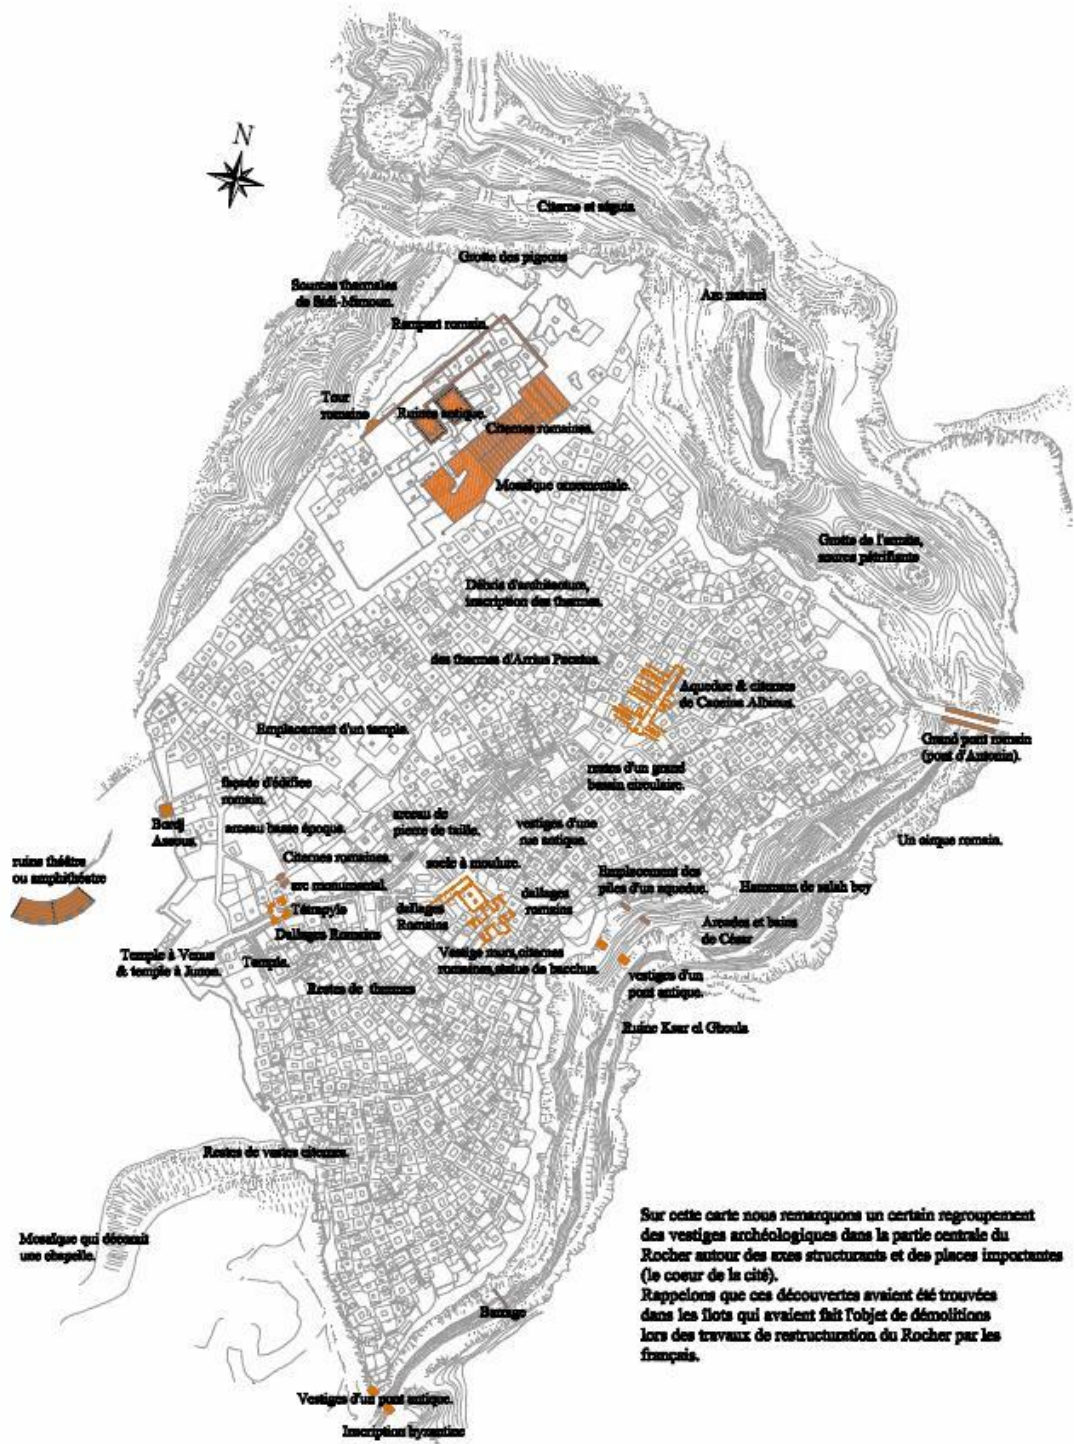 N
Citerne et séguia
Grotte des pigeons
Sources thermales
de Sidi-Mimoun.
Arc naturel
Rempart romain.
Tour
romaine
Ruines antique.
Citernes romaines.
Mosaïque ornementale.
Grotte de l'ermite,
source pétrifiante
Débris d'architecture,
inscription des thermes.
des thermes d'Arrius Pacatus.
Aqueduc & citernes
de Caecius Albinus.
Emplacement d'un temple.
Grand pont romain
(pont d'Antonin).
restes d'un grand
bassin circulaire.
façade d'édifice
romain.
Bordj
Assous.
arceau basse époque.
arceau de
pierre de taille.
vestiges d'une
rue antique.
Un cirque romain.
ruins théâtre
ou amphithéatre
Citernes romaines.
socle à moulure.
Emplacement des
piles d'un aqueduc.
Hammam de salah bey
arc monumental.
Tétrapyle
dallages
Romains
dallages
romains
Arcades et bains
de César
Dallages Romains
Temple à Venus
& temple à Junon.
Temple.
Vestige murs,citernes
romaines,statue de bacchus.
vestiges d'un
pont antique.
Restes de thermes
Ruine Ksar el Ghoula
Restes de vastes citernes.
Mosaïque qui décorait
une chapelle.
Sur cette carte nous remarquons un certain regroupement
des vestiges archéologiques dans la partie centrale du
Rocher autour des axes structurants et des places importantes
(le coeur de la cité).
Rappelons que ces découvertes avaient été trouvées
dans les îlots qui avaient fait l'objet de démolitions
lors des travaux de restructuration du Rocher par les
français.
Barrage
Vestiges d'un pont antique.
Inscription byzantine